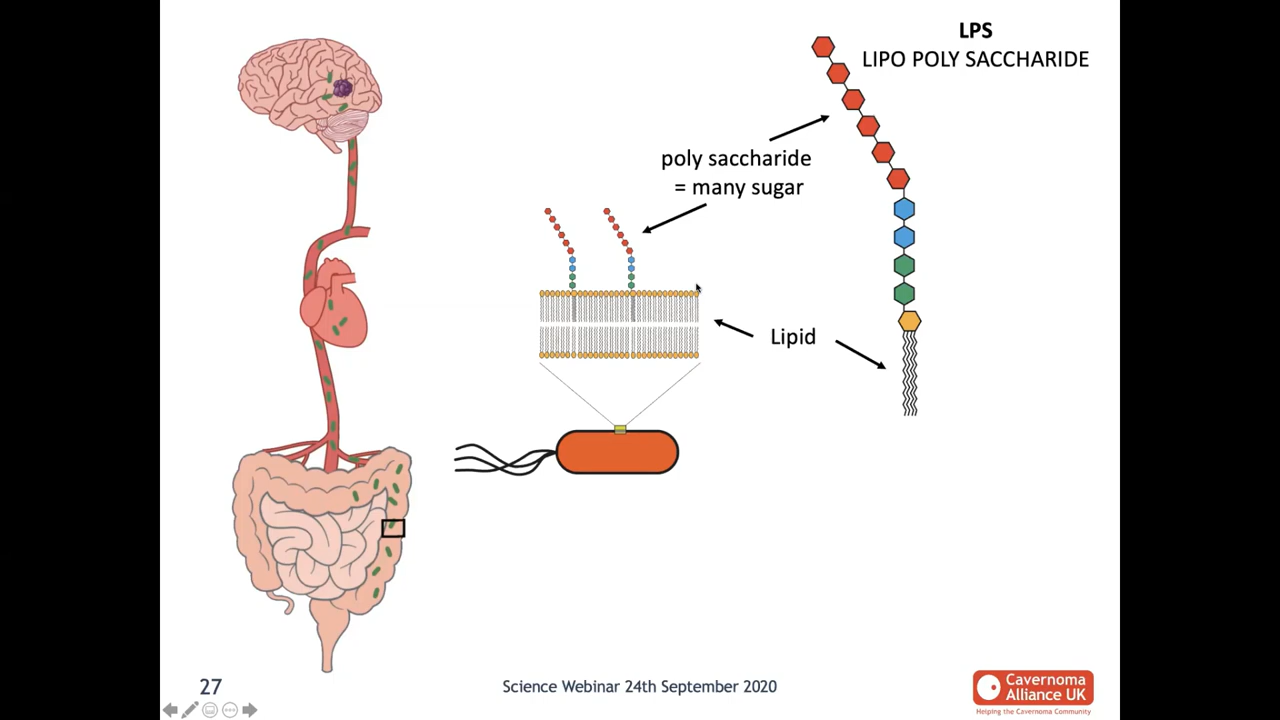 LPS
LIPO POLY SACCHARIDE
poly saccharide
= many sugar
Lipid
27
Science Webinar 24th September 2020
Cavernoma
Alliance UK
Helping the Cavernoma Community